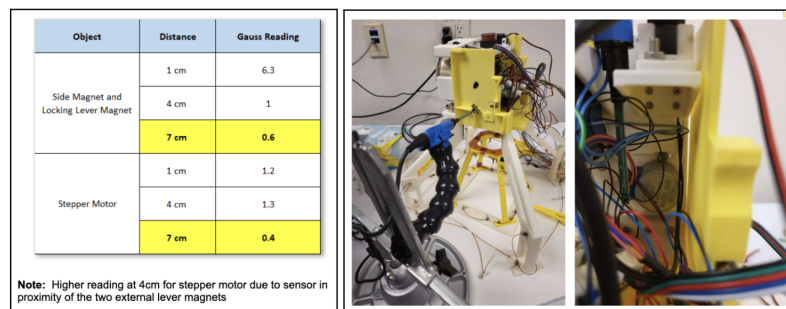 Object Distance Gauss Reading
Side Magnet and
Locking Lever Magnet
1 cm 6.3
4 cm 1
7 cm 0.6
Stepper Motor
1 cm 1.2
4 cm 1.3
7 cm 0.4
Note: Higher reading at 4cm for stepper motor due to sensor in
proximity of the two external lever magnets